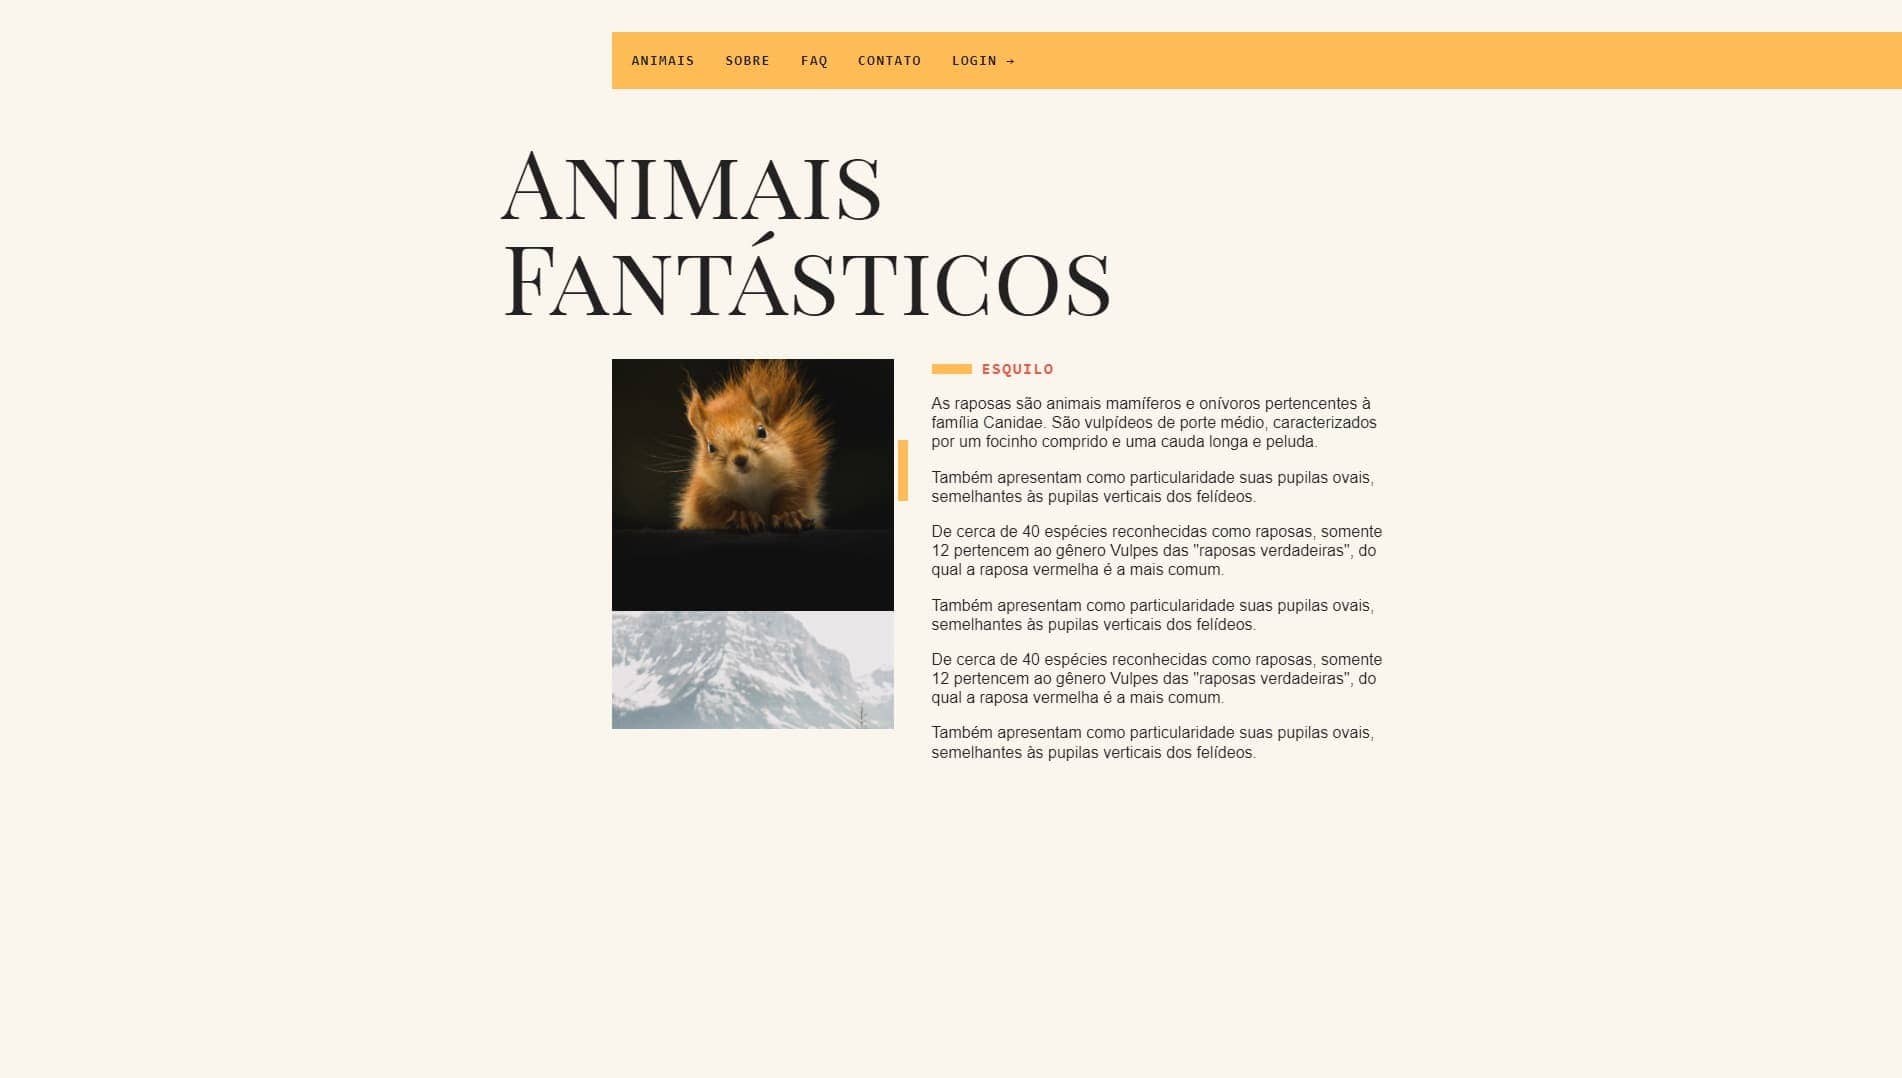 ANIMAIS SOBRE FAQ CONTATO LOGIN →
ANIMAIS
FANTÁSTICOS
ESQUILO
As raposas são animais mamíferos e onívoros pertencentes à
família Canidae. São vulpídeos de porte médio, caracterizados
por um focinho comprido e uma cauda longa e peluda.
Também apresentam como particularidade suas pupilas ovais,
semelhantes às pupilas verticais dos felídeos.
De cerca de 40 espécies reconhecidas como raposas, somente
12 pertencem ao gênero Vulpes das "raposas verdadeiras", do
qual a raposa vermelha é a mais comum.
Também apresentam como particularidade suas pupilas ovais,
semelhantes às pupilas verticais dos felídeos.
De cerca de 40 espécies reconhecidas como raposas, somente
12 pertencem ao gênero Vulpes das "raposas verdadeiras", do
qual a raposa vermelha é a mais comum.
Também apresentam como particularidade suas pupilas ovais,
semelhantes às pupilas verticais dos felídeos.